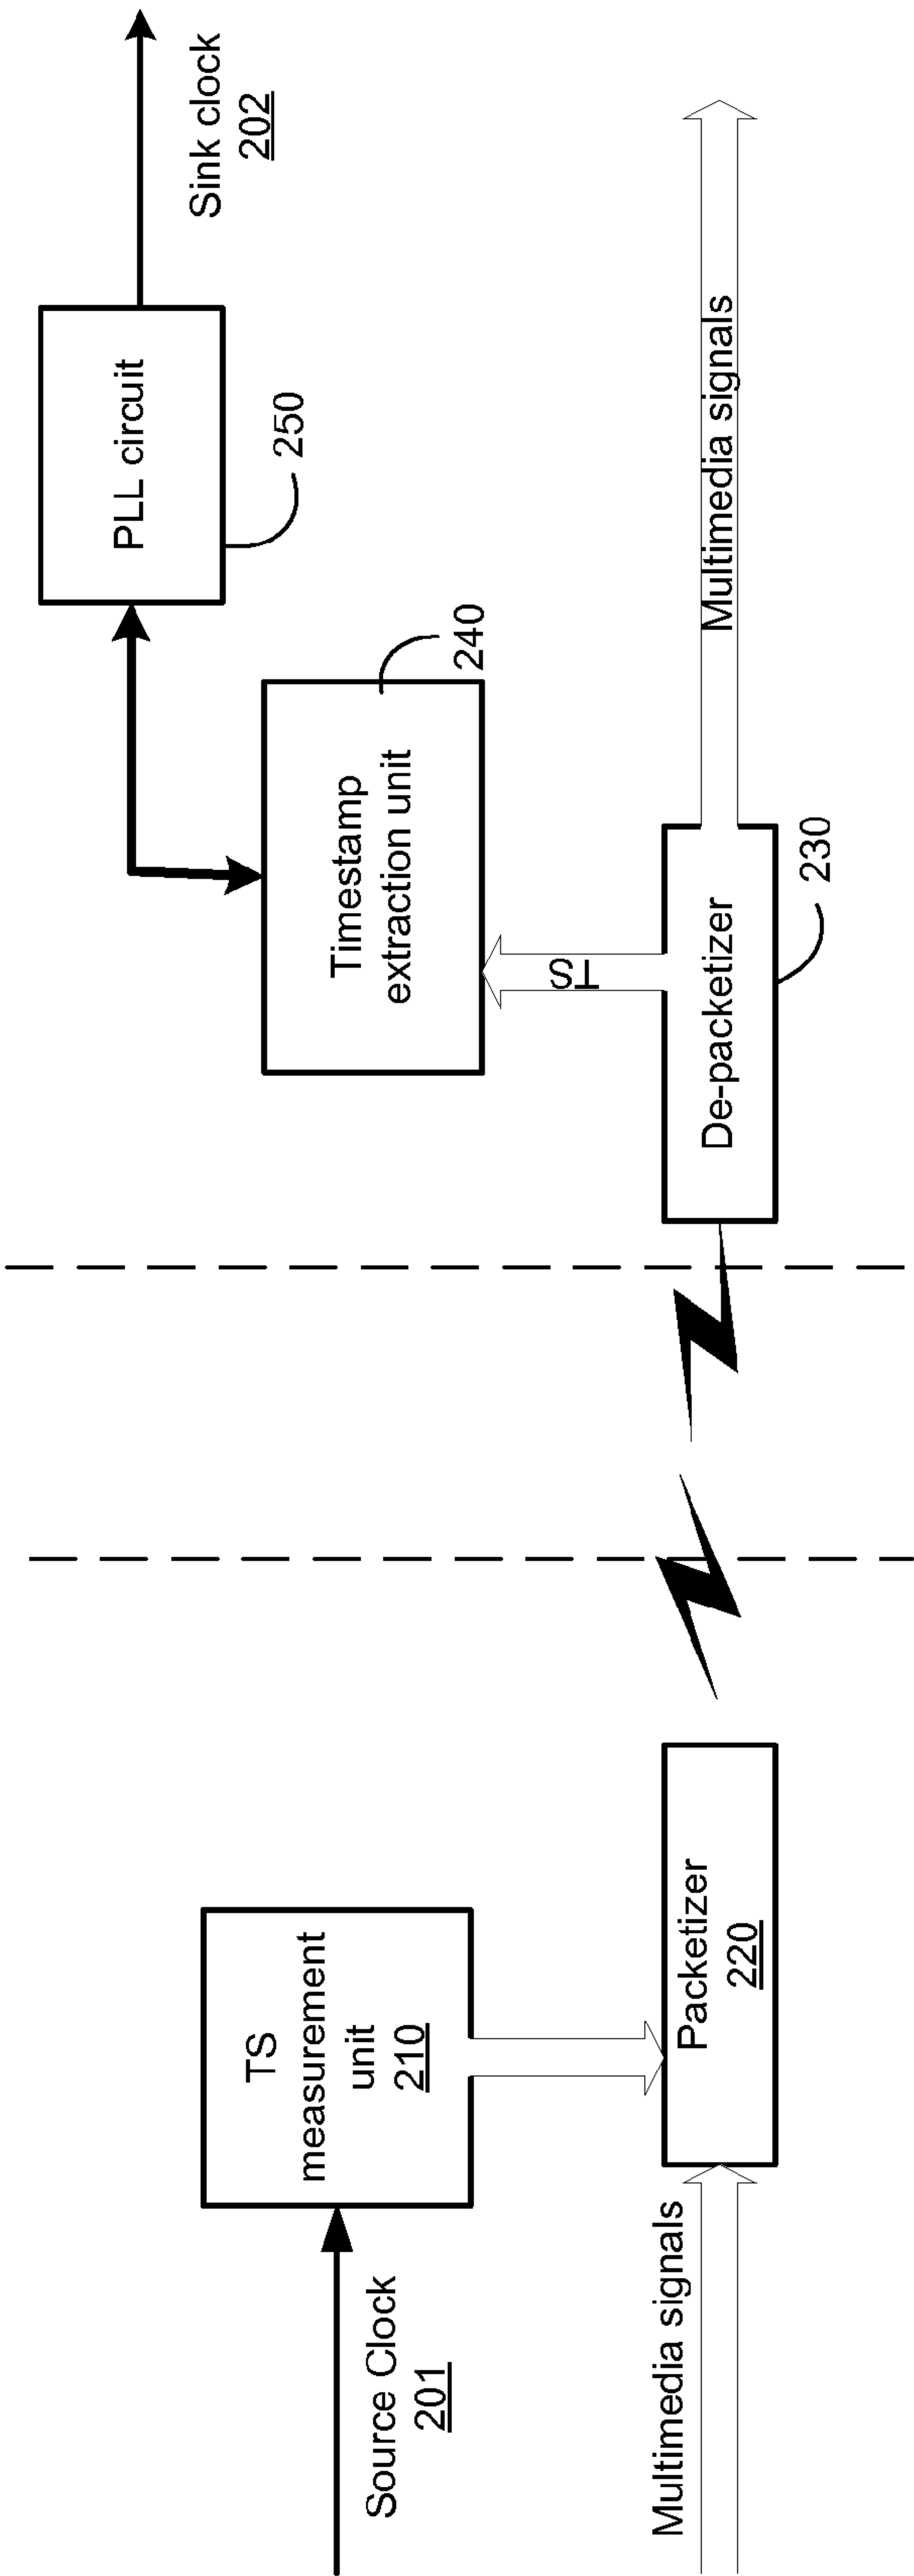 Source Clock
201
TS
measurement
unit
210
Multimedia signals
Packetizer
220
De-packetizer
230
TS
Timestamp
extraction unit
240
PLL circuit
250
Sink clock
202
Multimedia signals